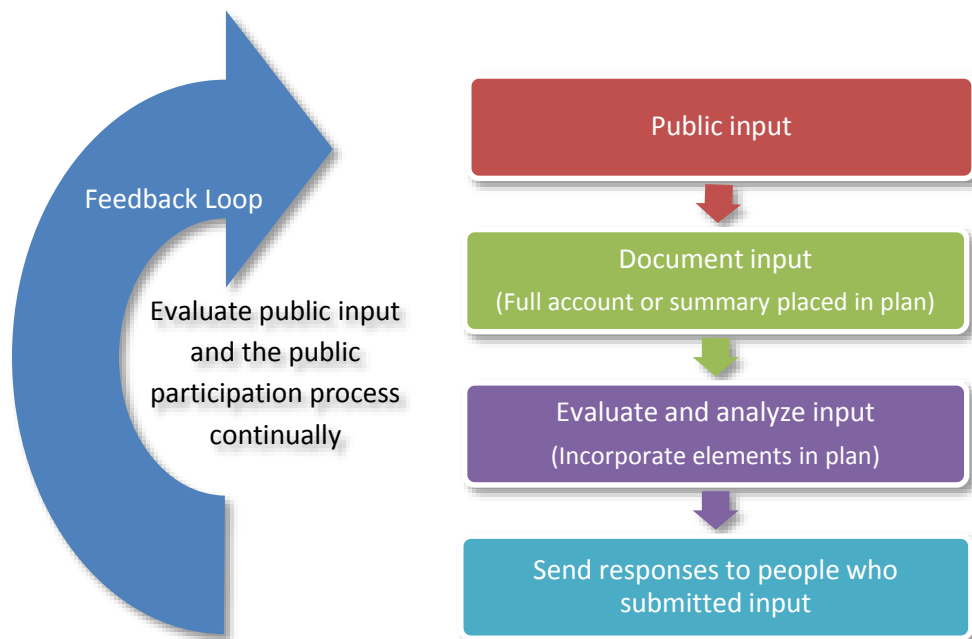 Feedback Loop
Evaluate public input
and the public
participation process
continually
Public input
Document input
(Full account or summary placed in plan)
Evaluate and analyze input
(Incorporate elements in plan)
Send responses to people who
submitted input